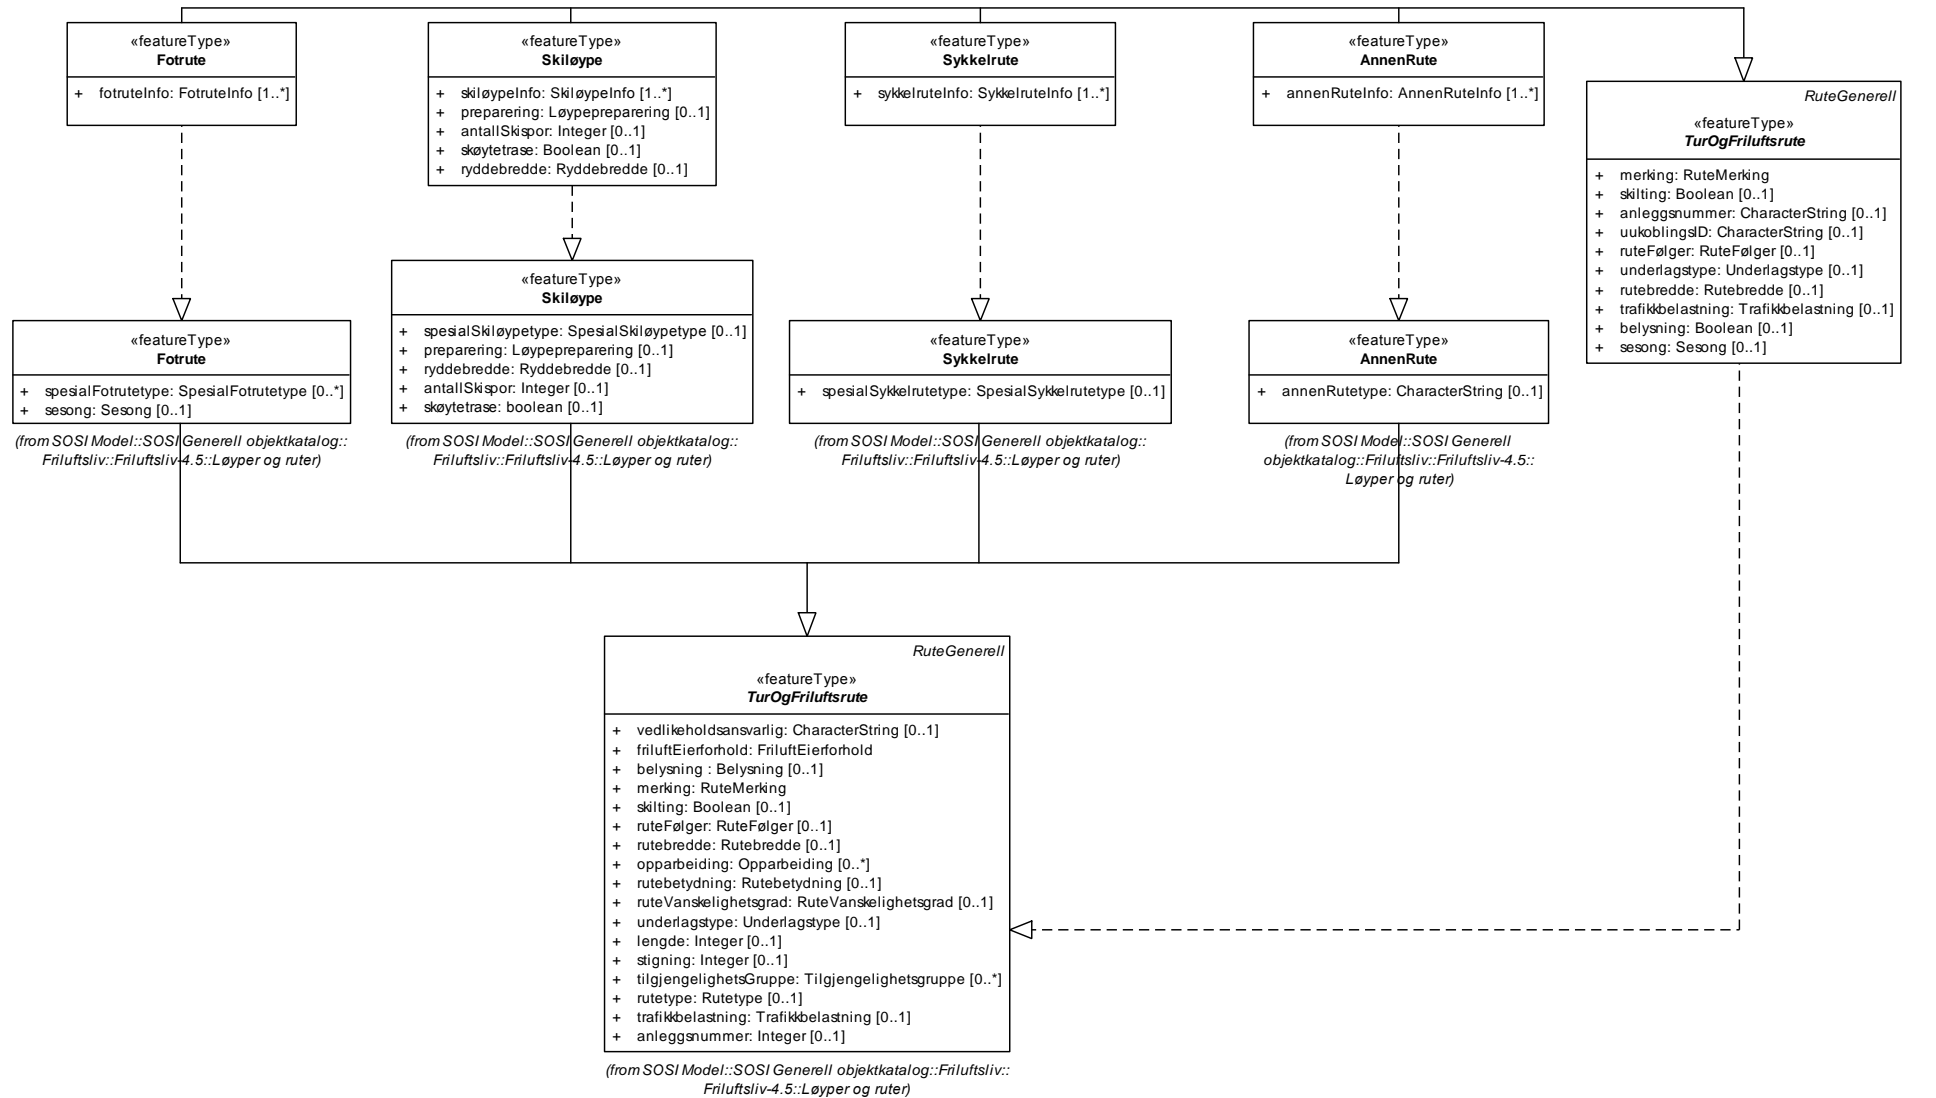 «featureType»
Fotrute
+ fotruteInfo: FotruteInfo [1..*]
«featureType»
Skiløype
+ skiløypeInfo: SkiløypeInfo [1..*]
+ preparering: Løypepreparering [0..1]
+ antallSkispor: Integer [0..1]
+ skøytetrase: Boolean [0..1]
+ ryddebredde: Ryddebredde [0..1]
«featureType»
Sykkelrute
+ sykkelruteInfo: SykkelruteInfo [1..*]
«featureType»
AnnenRute
+ annenRuteInfo: AnnenRuteInfo [1..*]
RuteGenerell
«featureType»
TurOgFriluftsrute
+ merking: RuteMerking
+ skilting: Boolean [0..1]
+ anleggsnummer: CharacterString [0..1]
+ uukoblingsID: CharacterString [0..1]
+ ruteFølger: RuteFølger [0..1]
+ underlagstype: Underlagstype [0..1]
+ rutebredde: Rutebredde [0..1]
+ trafikkbelastning: Trafikkbelastning [0..1]
+ belysning: Boolean [0..1]
+ sesong: Sesong [0..1]
«featureType»
Fotrute
+ spesialFotrutetype: SpesialFotrutetype [0..*]
+ sesong: Sesong [0..1]
(from SOSI Model::SOSI Generell objektkatalog::
Friluftsliv::Friluftsliv-4.5::Løyper og ruter)
«featureType»
Skiløype
+ spesialSkiløypetype: SpesialSkiløypetype [0..1]
+ preparering: Løypepreparering [0..1]
+ ryddebredde: Ryddebredde [0..1]
+ antallSkispor: Integer [0..1]
+ skøytetrase: boolean [0..1]
(from SOSI Model::SOSI Generell objektkatalog::
Friluftsliv::Friluftsliv-4.5::Løyper og ruter)
«featureType»
Sykkelrute
+ spesialSykkelrutetype: SpesialSykkelrutetype [0..1]
(from SOSI Model::SOSI Generell objektkatalog::
Friluftsliv::Friluftsliv-4.5::Løyper og ruter)
«featureType»
AnnenRute
+ annenRutetype: CharacterString [0..1]
(from SOSI Model::SOSI Generell
objektkatalog::Friluftsliv::Friluftsliv-4.5::
Løyper og ruter)
RuteGenerell
«featureType»
TurOgFriluftsrute
+ vedlikeholdsansvarlig: CharacterString [0..1]
+ friluftEierforhold: FriluftEierforhold
+ belysning : Belysning [0..1]
+ merking: RuteMerking
+ skilting: Boolean [0..1]
+ ruteFølger: RuteFølger [0..1]
+ rutebredde: Rutebredde [0..1]
+ opparbeiding: Opparbeiding [0..*]
+ rutebetydning: Rutebetydning [0..1]
+ ruteVanskelighetsgrad: RuteVanskelighetsgrad [0..1]
+ underlagstype: Underlagstype [0..1]
+ lengde: Integer [0..1]
+ stigning: Integer [0..1]
+ tilgjengelighetsGruppe: Tilgjengelighetsgruppe [0..*]
+ rutetype: Rutetype [0..1]
+ trafikkbelastning: Trafikkbelastning [0..1]
+ anleggsnummer: Integer [0..1]
(from SOSI Model::SOSI Generell objektkatalog::Friluftsliv::
Friluftsliv-4.5::Løyper og ruter)